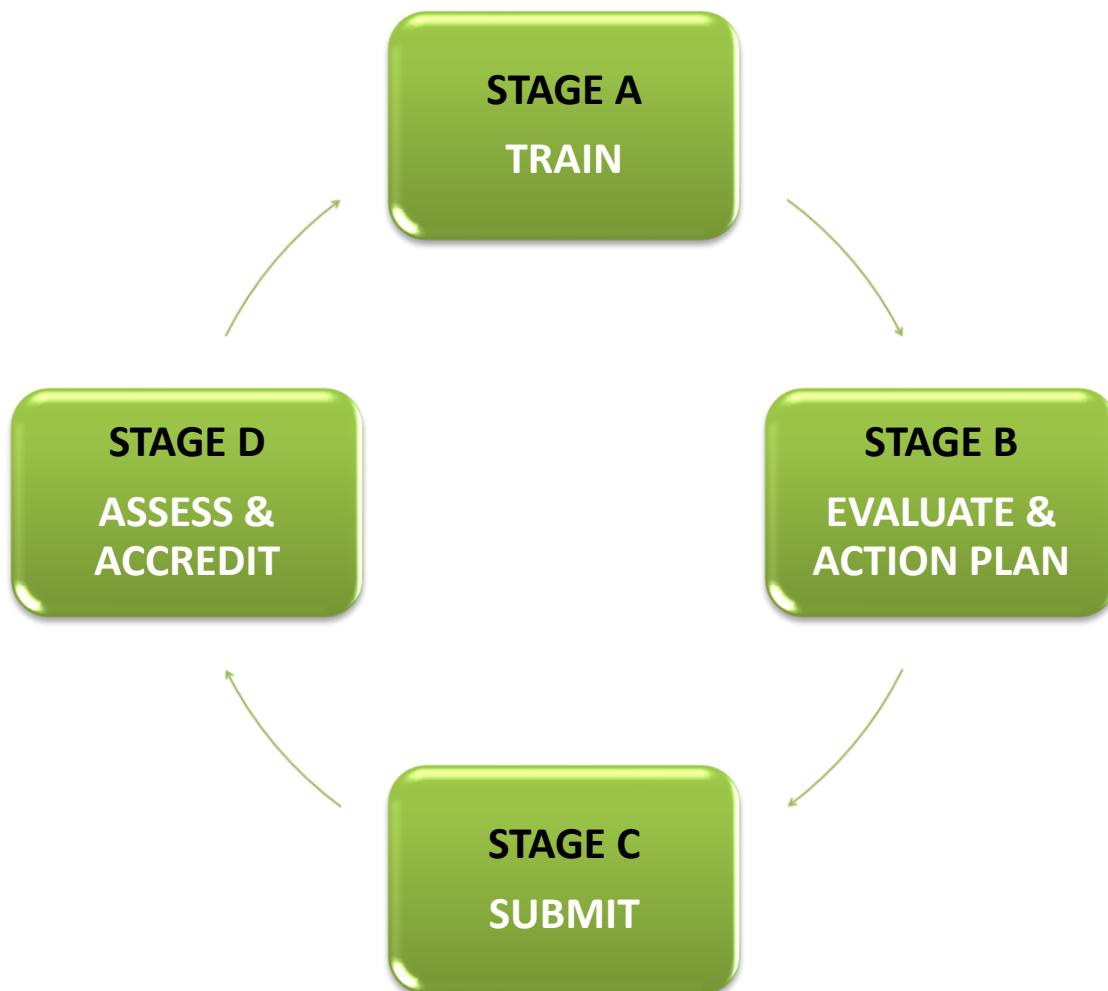 STAGE A
TRAIN
STAGE B
EVALUATE &
ACTION PLAN
STAGE C
SUBMIT
STAGE D
ASSESS &
ACCREDIT